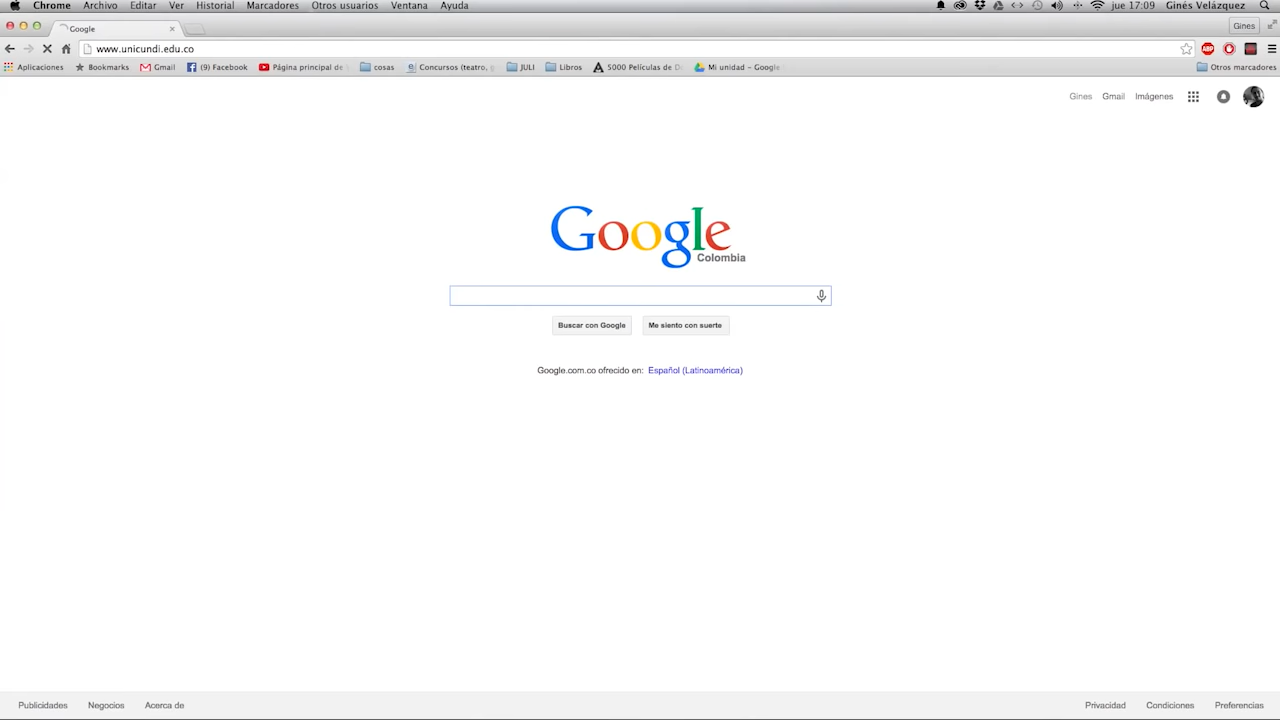 Chrome Archivo Editar Ver Historial Marcadores Otros usuarios Ventana Ayuda jue 17:09 Ginés Velázquez
Google Gines
www.unicundi.edu.co ABP
Aplicaciones Bookmarks Gmail (9) Facebook Página principal de cosas Concursos (teatro, JULI Libros 5000 Películas de Mi unidad - Google Otros marcadores
Gines Gmail Imágenes
Google
Colombia
Buscar con Google Me siento con suerte
Google.com.co ofrecido en: Español (Latinoamérica)
Publicidades Negocios Acerca de Privacidad Condiciones Preferencias